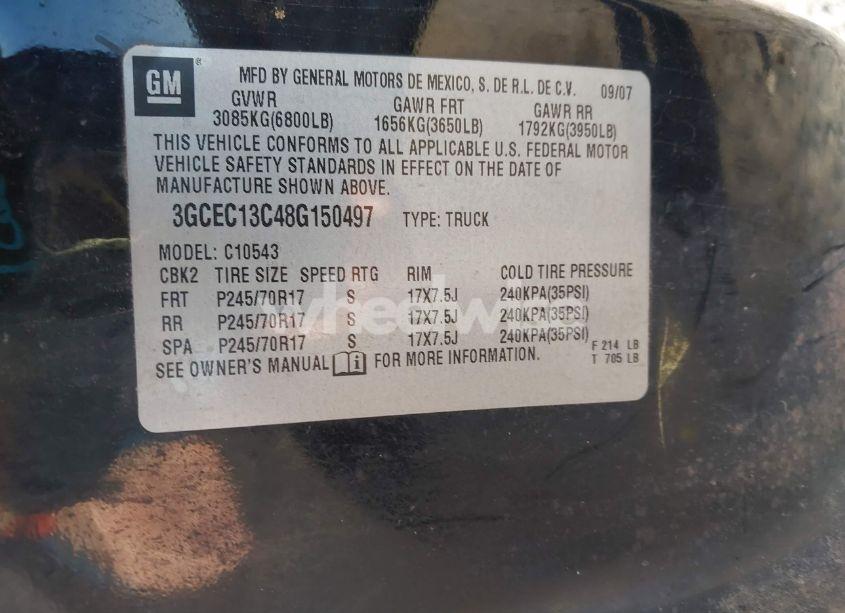 GM ® MFD BY GENERAL MOTORS DE MEXICO, S. DE R.L. DE C.V. 09/07
GVWR GAWR FRT GAWR RR
3085KG(6800LB) 1656KG(3650LB) 1792KG(3950LB)
THIS VEHICLE CONFORMS TO ALL APPLICABLE U.S. FEDERAL MOTOR
VEHICLE SAFETY STANDARDS IN EFFECT ON THE DATE OF
MANUFACTURE SHOWN ABOVE.
3GCEC13C48G150497 TYPE: TRUCK
MODEL: C10543
CBK2 TIRE SIZE SPEED RTG RIM COLD TIRE PRESSURE
FRT P245/70R17 S 17X7.5J 240KPA(35PSI)
RR P245/70R17 S 17X7.5J 240KPA(35PSI)
SPA P245/70R17 S 17X7.5J 240KPA(35PSI)
F 214 LB
T 705 LB
SEE OWNER'S MANUAL i FOR MORE INFORMATION.